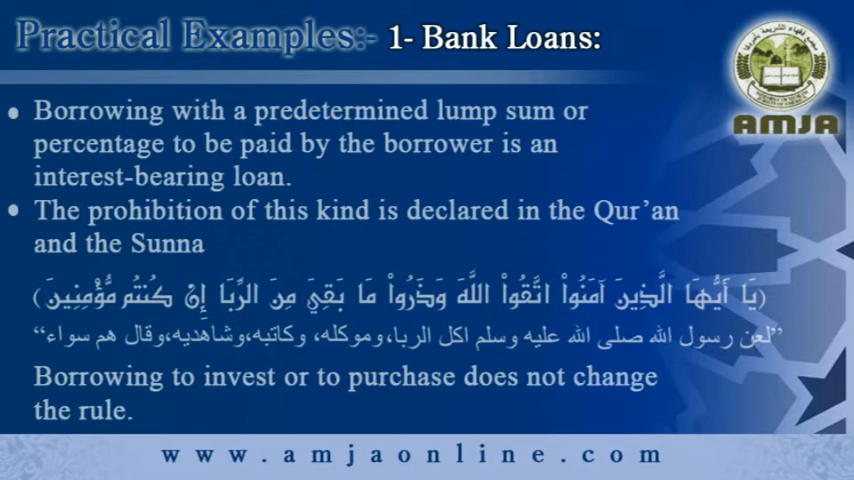 Practical Examples:- 1- Bank Loans:
AMJA
Borrowing with a predetermined lump sum or
percentage to be paid by the borrower is an
interest-bearing loan.
The prohibition of this kind is declared in the Qur’an
and the Sunna
(يَا أَيُّهَا الَّذِينَ آمَنُواْ اتَّقُواْ اللَّهَ وَذَرُواْ مَا بَقِيَ مِنَ الرِّبَا إِن كُنتُم مُّؤْمِنِينَ)
“لعن رسول الله صلى الله عليه وسلم اكل الربا،وموكله، وكاتبه،وشاهديه،وقال هم سواء”
Borrowing to invest or to purchase does not change
the rule.
www.amjaonline.com